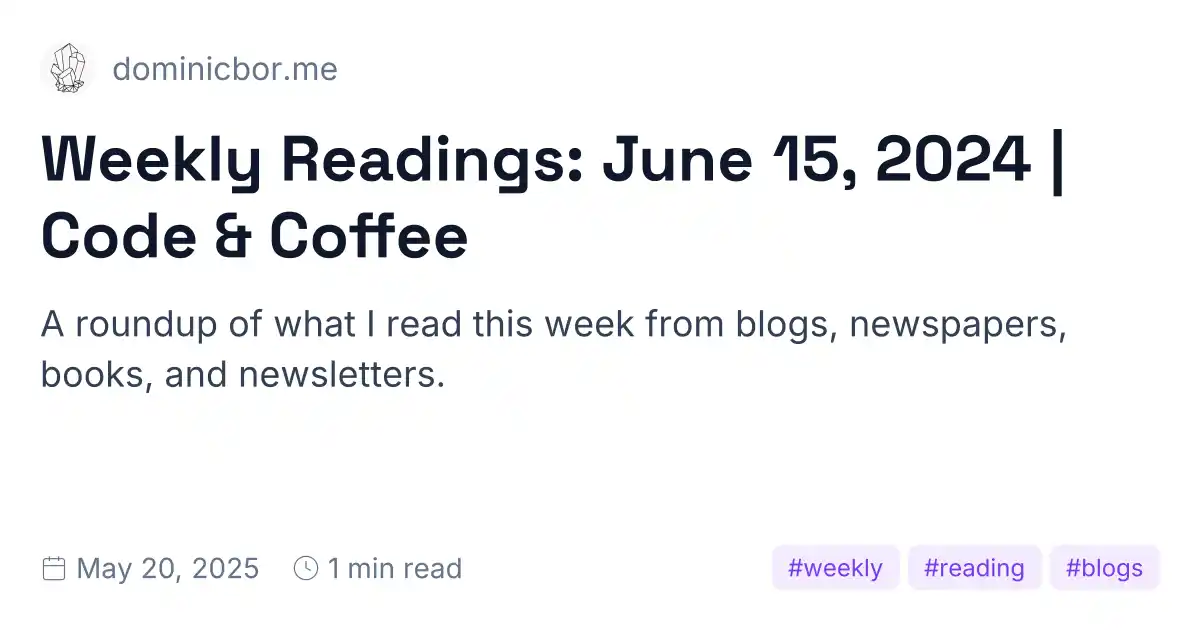 dominicbor.me
Weekly Readings: June 15, 2024 |
Code & Coffee
A roundup of what I read this week from blogs, newspapers,
books, and newsletters.
May 20, 2025 1 min read #weekly #reading #blogs